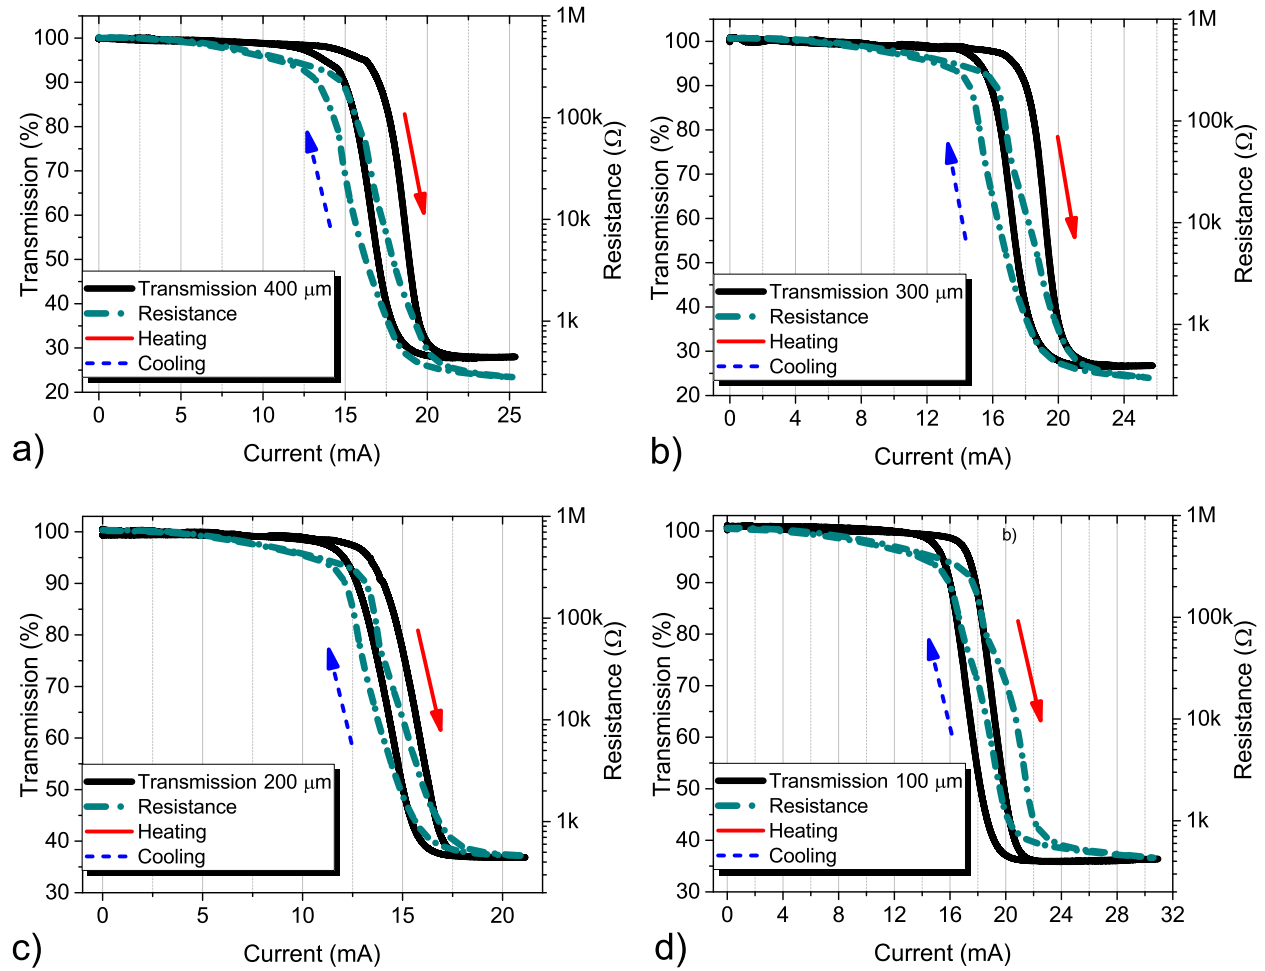 100
90
80
70
60
50
40
30
20
Transmission (%)
1M
100k
10k
1k
Resistance (Ω)
Transmission 400 μm
Resistance
Heating
Cooling
0 5 10 15 20 25
Current (mA)
a)
100
90
80
70
60
50
40
30
20
Transmission (%)
1M
100k
10k
1k
Resistance (Ω)
Transmission 300 μm
Resistance
Heating
Cooling
0 4 8 12 16 20 24
Current (mA)
b)
100
90
80
70
60
50
40
30
Transmission (%)
1M
100k
10k
1k
Resistance (Ω)
Transmission 200 μm
Resistance
Heating
Cooling
0 5 10 15 20
Current (mA)
c)
100
90
80
70
60
50
40
30
Transmission (%)
1M
100k
10k
1k
Resistance (Ω)
b)
Transmission 100 μm
Resistance
Heating
Cooling
0 4 8 12 16 20 24 28 32
Current (mA)
d)